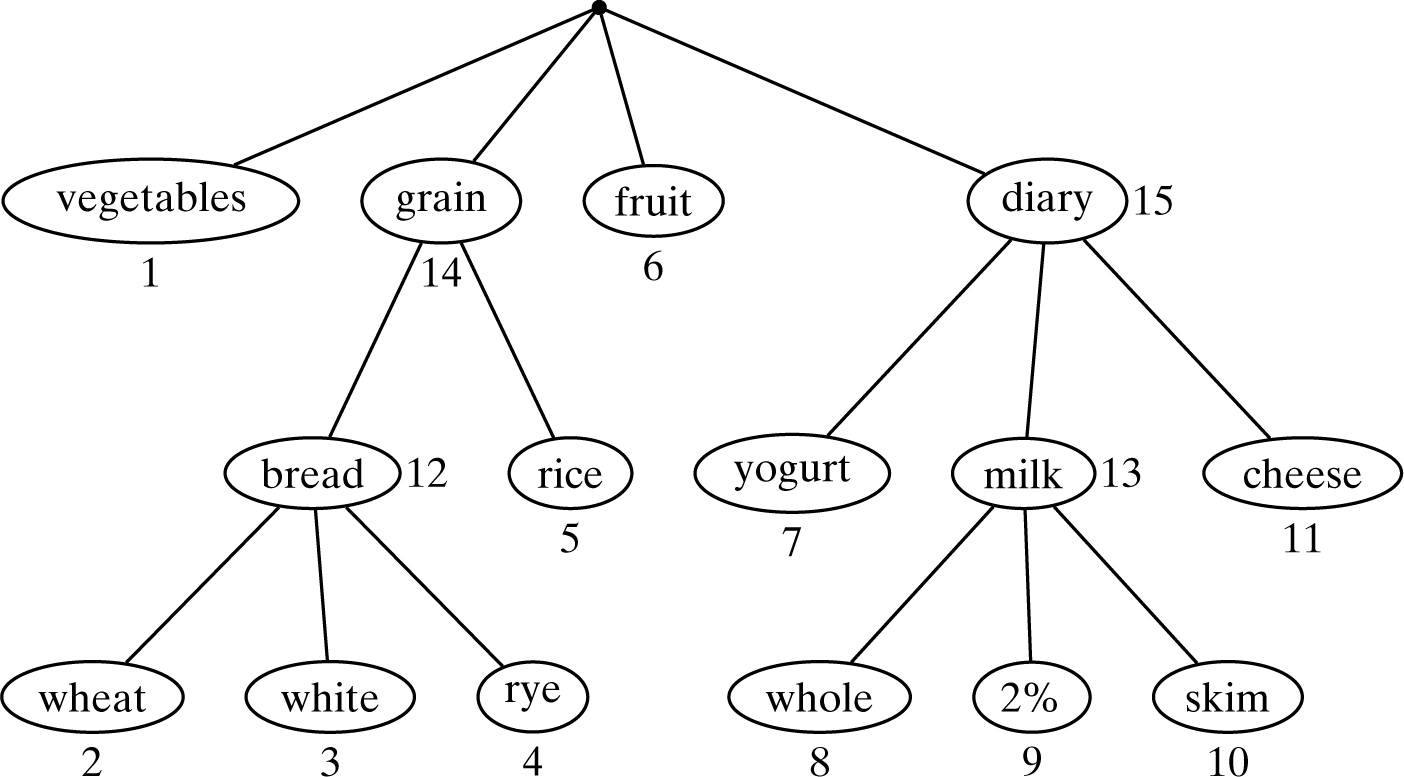 vegetables grain fruit diary 15
1 14 6
bread 12 rice yogurt milk 13 cheese
5 7 11
wheat white rye whole 2% skim
2 3 4 8 9 10